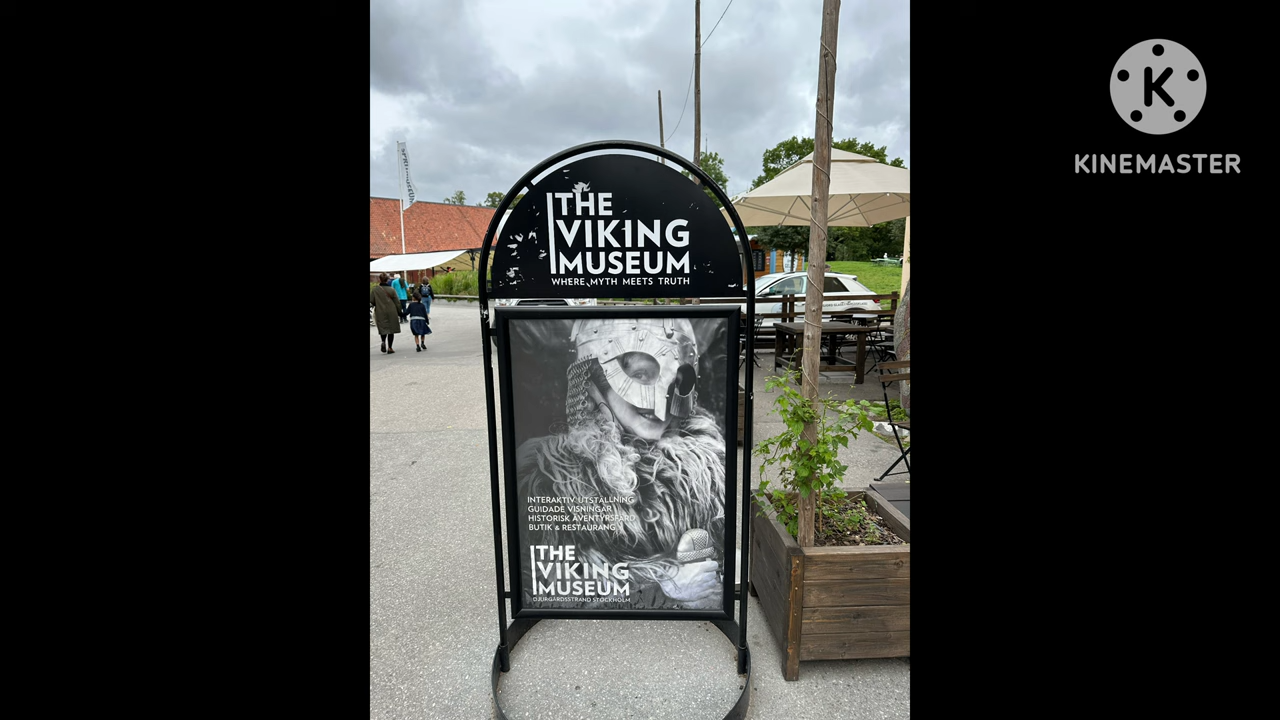 THE
VIKING
MUSEUM
WHERE MYTH MEETS TRUTH
INTERAKTIV UTSTÄLLNING
GUIDADE VISNINGAR
HISTORISK ÄVENTYRSFÄRD
BUTIK & RESTAURANG
THE
VIKING
MUSEUM
DJURGÅRDSSTRAND STOCKHOLM
K
KINEMASTER